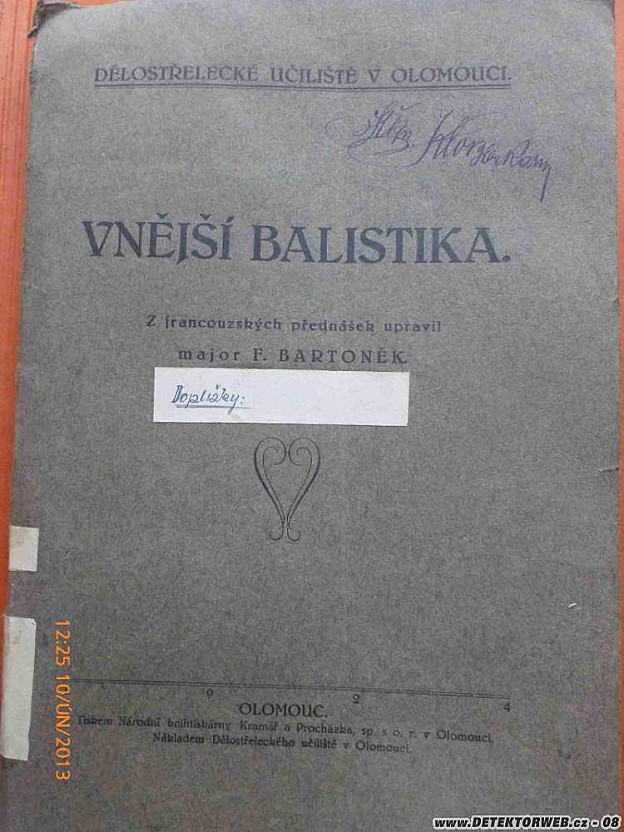 DĚLOSTŘELECKÉ UČILIŠTĚ V OLOMOUCI.
VNĚJŠÍ BALISTIKA.
Z francouzských přednášek upravil
major F. BARTONĚK.
Doplňky:
9 2 4
OLOMOUC.
Tiskem Národní knihtiskárny Kramář a Procházka, sp. s o. r. v Olomouci.
Nákladem Dělostřeleckého učiliště v Olomouci.
12:25 10/ÚN/2013
www.DETEKTORWEB.cz - 08